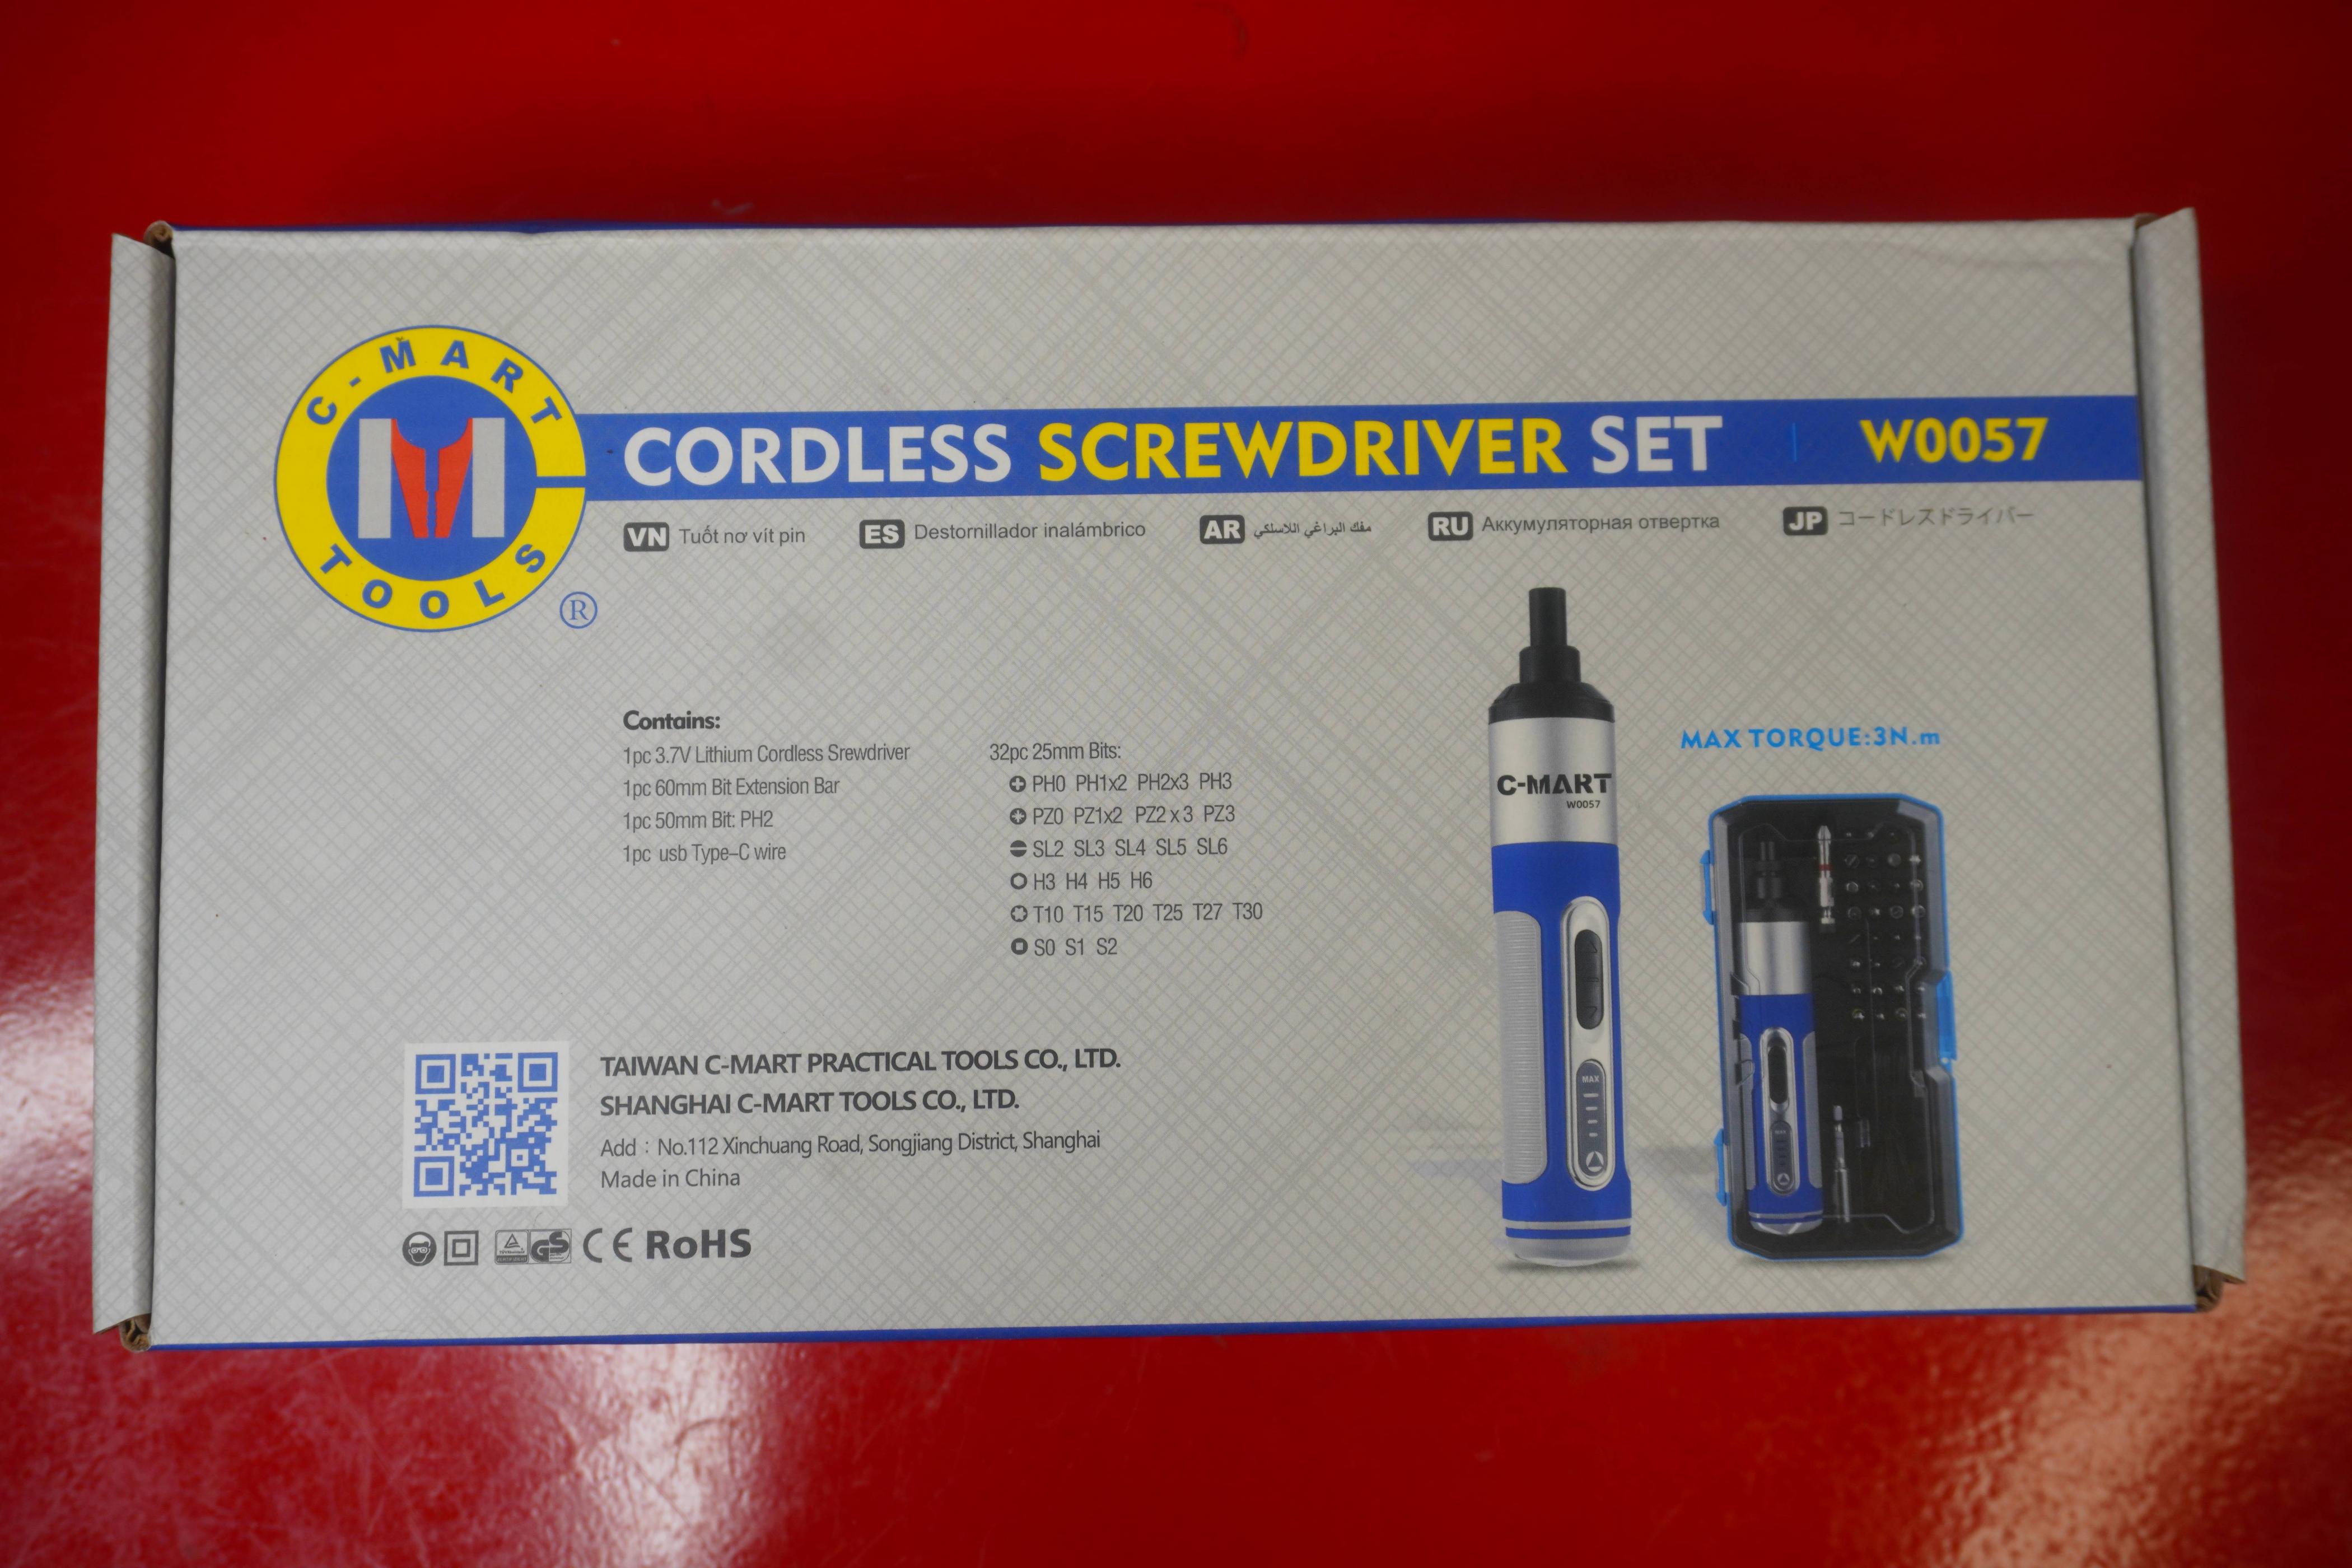 C-MART TOOLS
®
CORDLESS SCREWDRIVER SET | W0057
VN Tuốt nơ vít pin ES Destornillador inalámbrico AR مفك البراغي اللاسلكي RU Аккумуляторная отвертка JP コードレスドライバー
Contains:
1pc 3.7V Lithium Cordless Srewdriver
1pc 60mm Bit Extension Bar
1pc 50mm Bit: PH2
1pc usb Type-C wire
32pc 25mm Bits:
PH0 PH1x2 PH2x3 PH3
PZ0 PZ1x2 PZ2 x 3 PZ3
SL2 SL3 SL4 SL5 SL6
H3 H4 H5 H6
T10 T15 T20 T25 T27 T30
S0 S1 S2
C-MART
W0057
MAX
MAX TORQUE:3N.m
TAIWAN C-MART PRACTICAL TOOLS CO., LTD.
SHANGHAI C-MART TOOLS CO., LTD.
Add : No.112 Xinchuang Road, Songjiang District, Shanghai
Made in China
GS CE RoHS